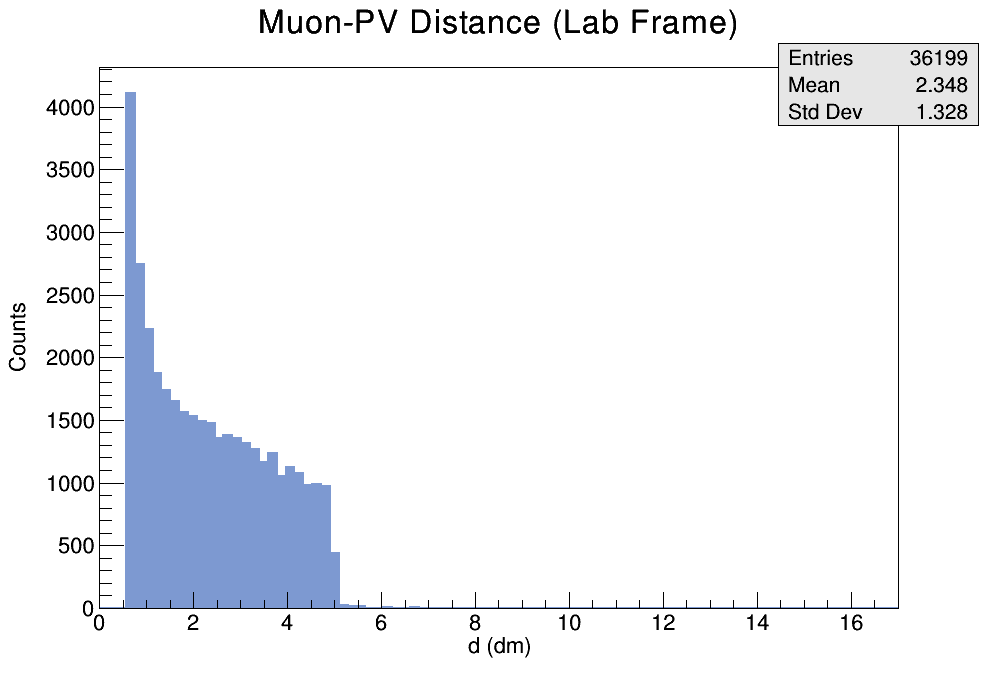 Muon-PV Distance (Lab Frame)
Entries 36199
Mean 2.348
Std Dev 1.328
4000
3500
3000
2500
2000
1500
1000
500
0
Counts
0 2 4 6 8 10 12 14 16
d (dm)